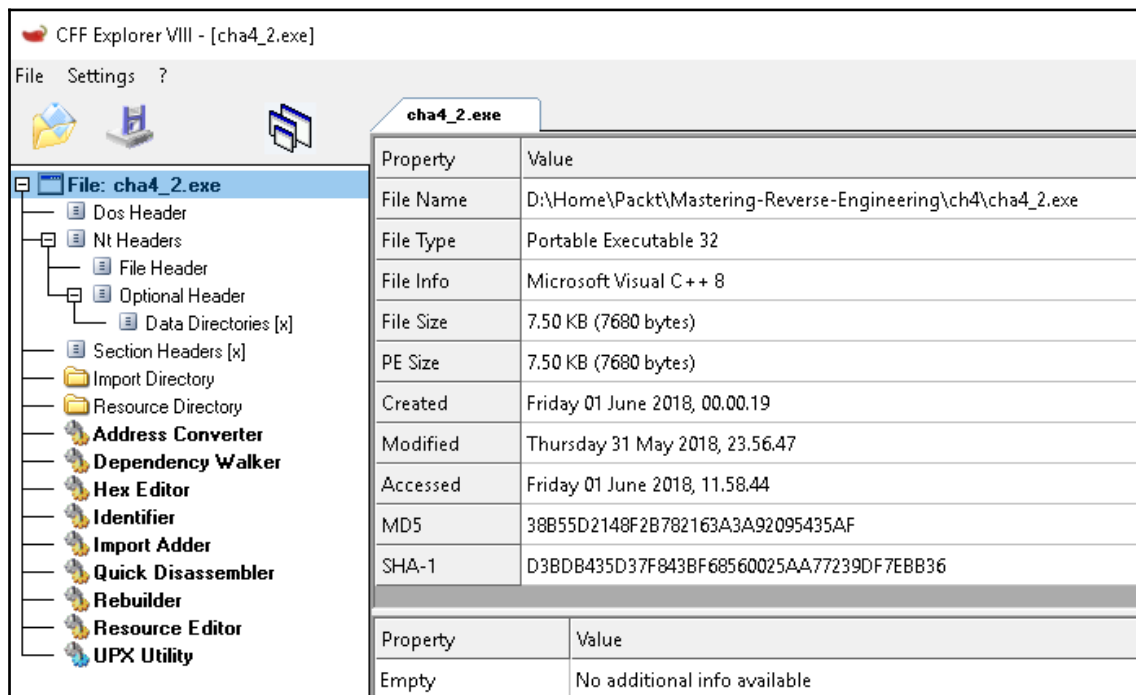 CFF Explorer VIII - [cha4_2.exe]
File Settings ?
cha4_2.exe
File: cha4_2.exe
Dos Header
Nt Headers
File Header
Optional Header
Data Directories [x]
Section Headers [x]
Import Directory
Resource Directory
Address Converter
Dependency Walker
Hex Editor
Identifier
Import Adder
Quick Disassembler
Rebuilder
Resource Editor
UPX Utility
Property Value
File Name D:\Home\Packt\Mastering-Reverse-Engineering\ch4\cha4_2.exe
File Type Portable Executable 32
File Info Microsoft Visual C++ 8
File Size 7.50 KB (7680 bytes)
PE Size 7.50 KB (7680 bytes)
Created Friday 01 June 2018, 00.00.19
Modified Thursday 31 May 2018, 23.56.47
Accessed Friday 01 June 2018, 11.58.44
MD5 38B55D2148F2B782163A3A92095435AF
SHA-1 D3BDB435D37F843BF68560025AA77239DF7EBB36
Property Value
Empty No additional info available